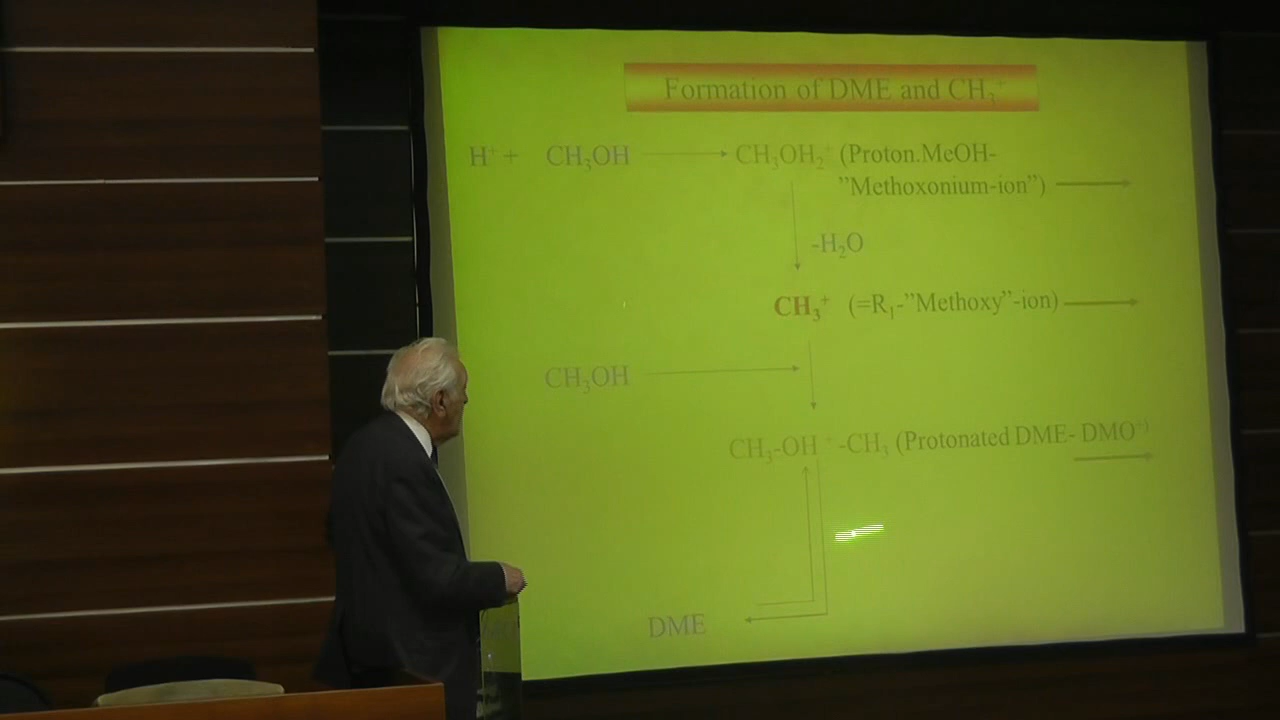 Formation of DME and CH₃⁺
H⁺ + CH₃OH CH₃OH₂⁺ (Proton.MeOH-
”Methoxonium-ion”)
-H₂O
CH₃⁺ (=R₁-”Methoxy”-ion)
CH₃OH
CH₃-OH⁺-CH₃ (Protonated DME- DMO⁺)
DME